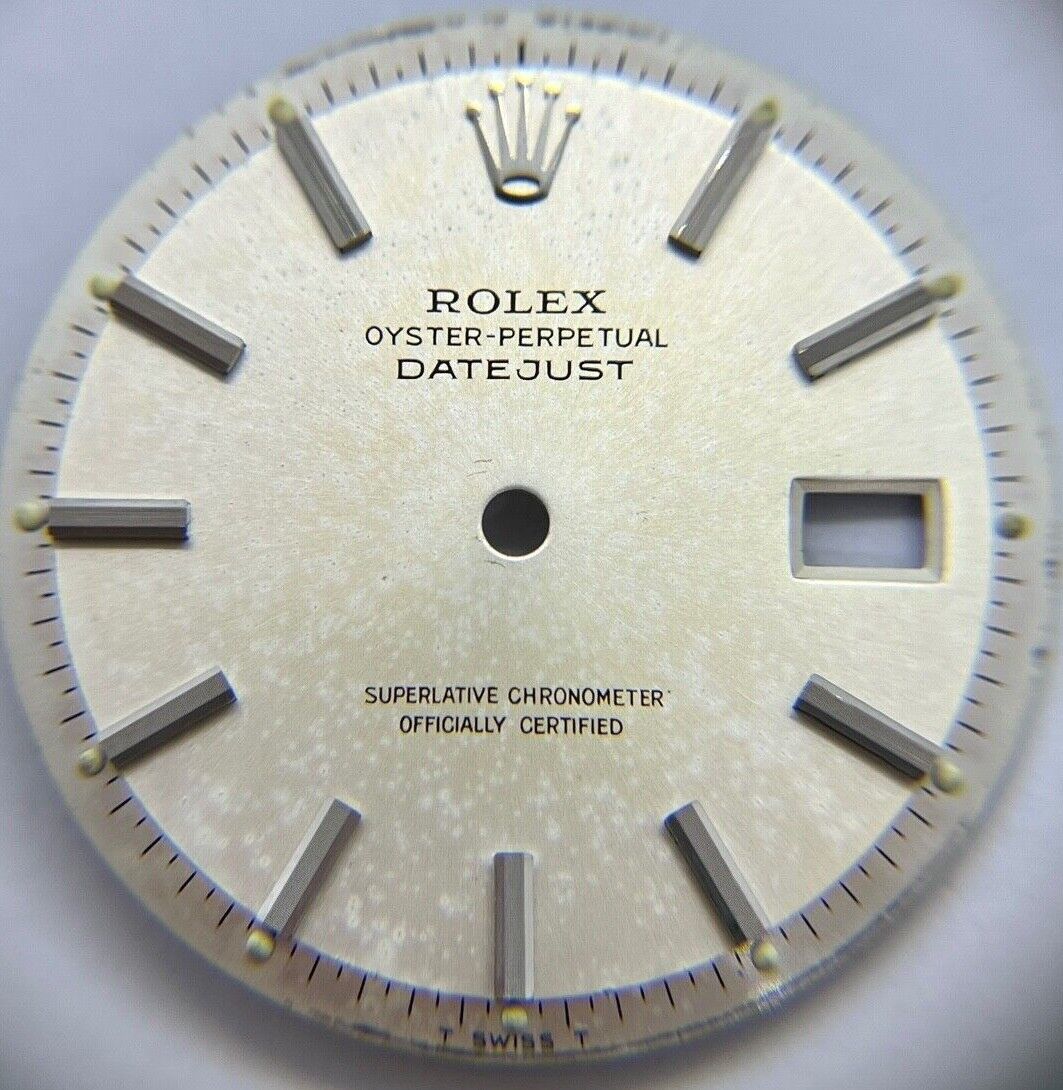 ROLEX
OYSTER-PERPETUAL
DATEJUST
SUPERLATIVE CHRONOMETER
OFFICIALLY CERTIFIED
T SWISS T